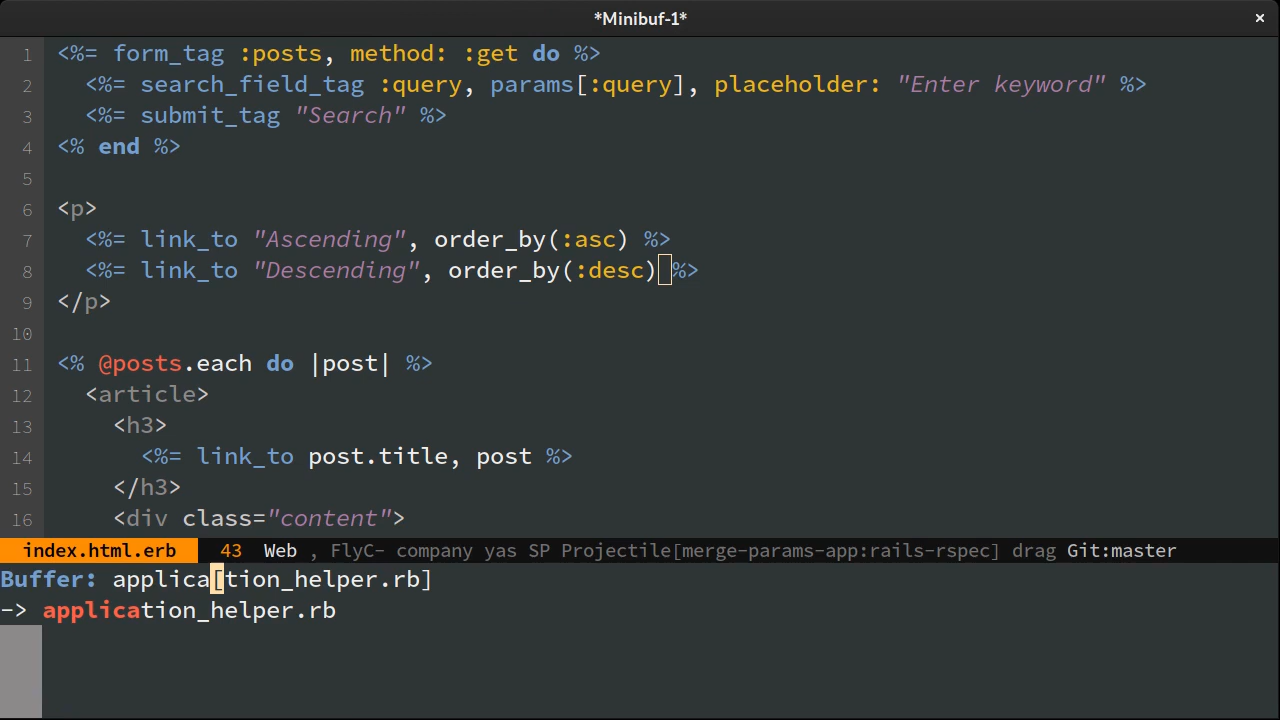 *Minibuf-1*
×
1 <%= form_tag :posts, method: :get do %>
2   <%= search_field_tag :query, params[:query], placeholder: "Enter keyword" %>
3   <%= submit_tag "Search" %>
4 <% end %>
5
6 <p>
7   <%= link_to "Ascending", order_by(:asc) %>
8   <%= link_to "Descending", order_by(:desc) %>
9 </p>
10
11 <% @posts.each do |post| %>
12   <article>
13     <h3>
14       <%= link_to post.title, post %>
15     </h3>
16     <div class="content">
index.html.erb 43 Web , FlyC- company yas SP Projectile[merge-params-app:rails-rspec] drag Git:master
Buffer: applica[tion_helper.rb]
-> application_helper.rb